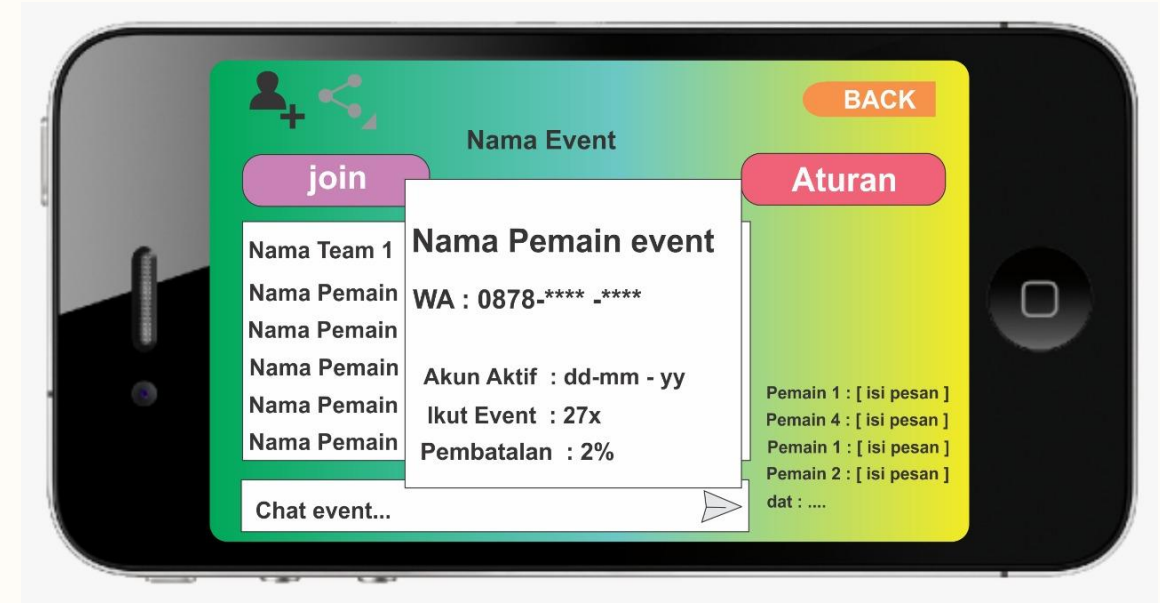 BACK
Nama Event
join
Aturan
Nama Team 1
Nama Pemain
Nama Pemain
Nama Pemain
Nama Pemain
Nama Pemain
Nama Pemain event
WA : 0878-**** -****
Akun Aktif : dd-mm - yy
Ikut Event : 27x
Pembatalan : 2%
Pemain 1 : [ isi pesan ]
Pemain 4 : [ isi pesan ]
Pemain 1 : [ isi pesan ]
Pemain 2 : [ isi pesan ]
dat : ....
Chat event...